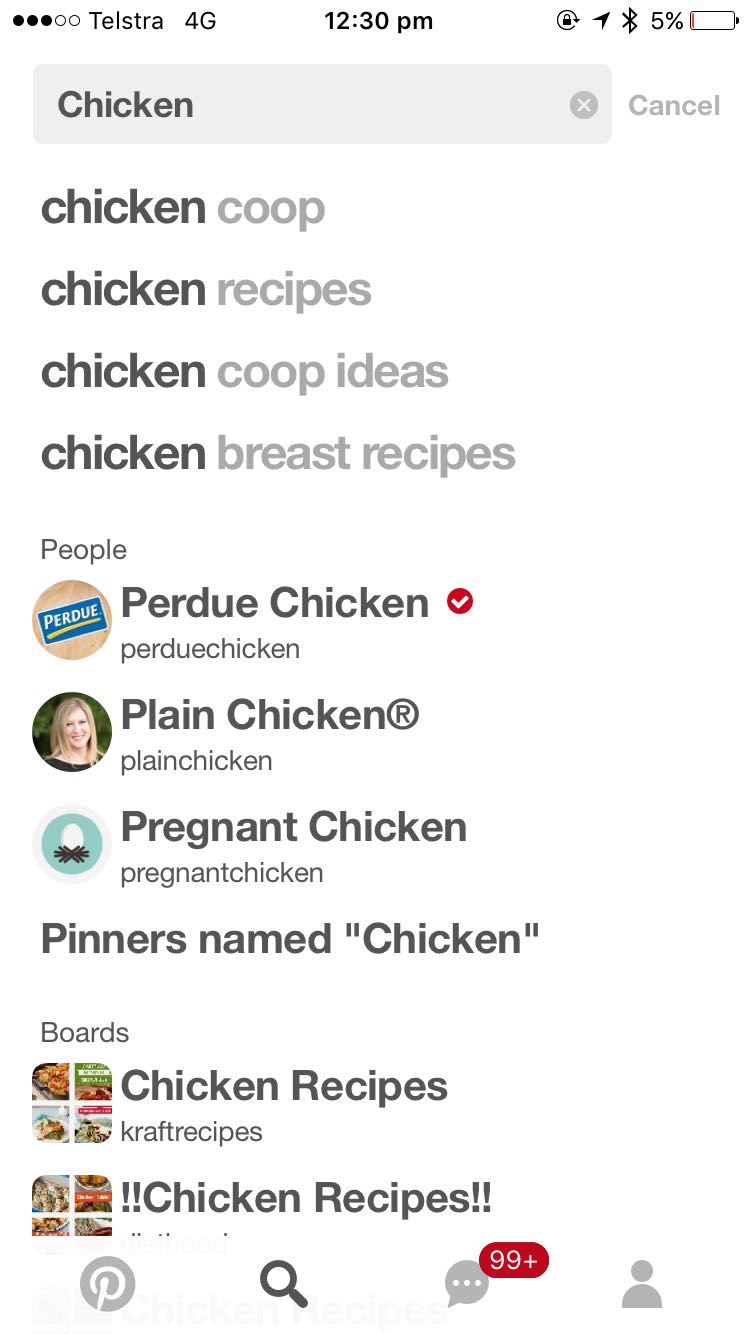 Telstra 4G 12:30 pm 5%
Chicken Cancel
chicken coop
chicken recipes
chicken coop ideas
chicken breast recipes
People
PERDUE
Perdue Chicken
perduechicken
Plain Chicken®
plainchicken
Pregnant Chicken
pregnantchicken
Pinners named "Chicken"
Boards
Chicken Recipes
kraftrecipes
!!Chicken Recipes!!
diethood
99+
Chicken Recipes